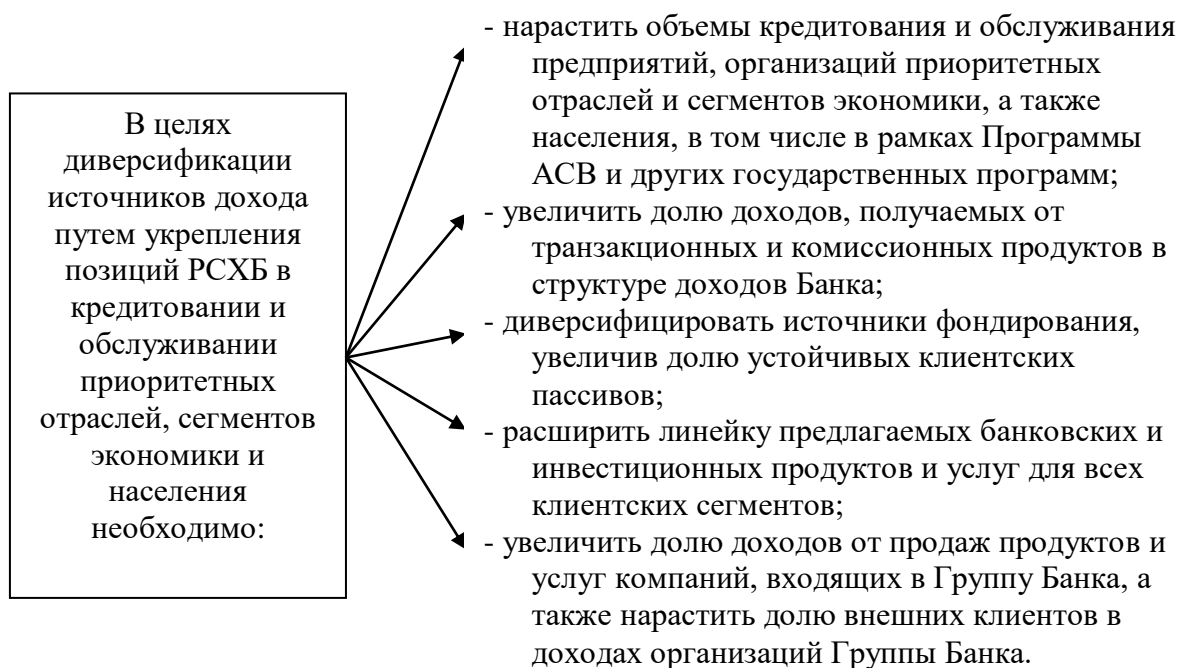 В целях
диверсификации
источников дохода
путем укрепления
позиций РСХБ в
кредитовании и
обслуживании
приоритетных
отраслей, сегментов
экономики и
населения
необходимо:
- нарастить объемы кредитования и обслуживания
предприятий, организаций приоритетных
отраслей и сегментов экономики, а также
населения, в том числе в рамках Программы
АСВ и других государственных программ;
- увеличить долю доходов, получаемых от
транзакционных и комиссионных продуктов в
структуре доходов Банка;
- диверсифицировать источники фондирования,
увеличив долю устойчивых клиентских
пассивов;
- расширить линейку предлагаемых банковских и
инвестиционных продуктов и услуг для всех
клиентских сегментов;
- увеличить долю доходов от продаж продуктов и
услуг компаний, входящих в Группу Банка, а
также нарастить долю внешних клиентов в
доходах организаций Группы Банка.